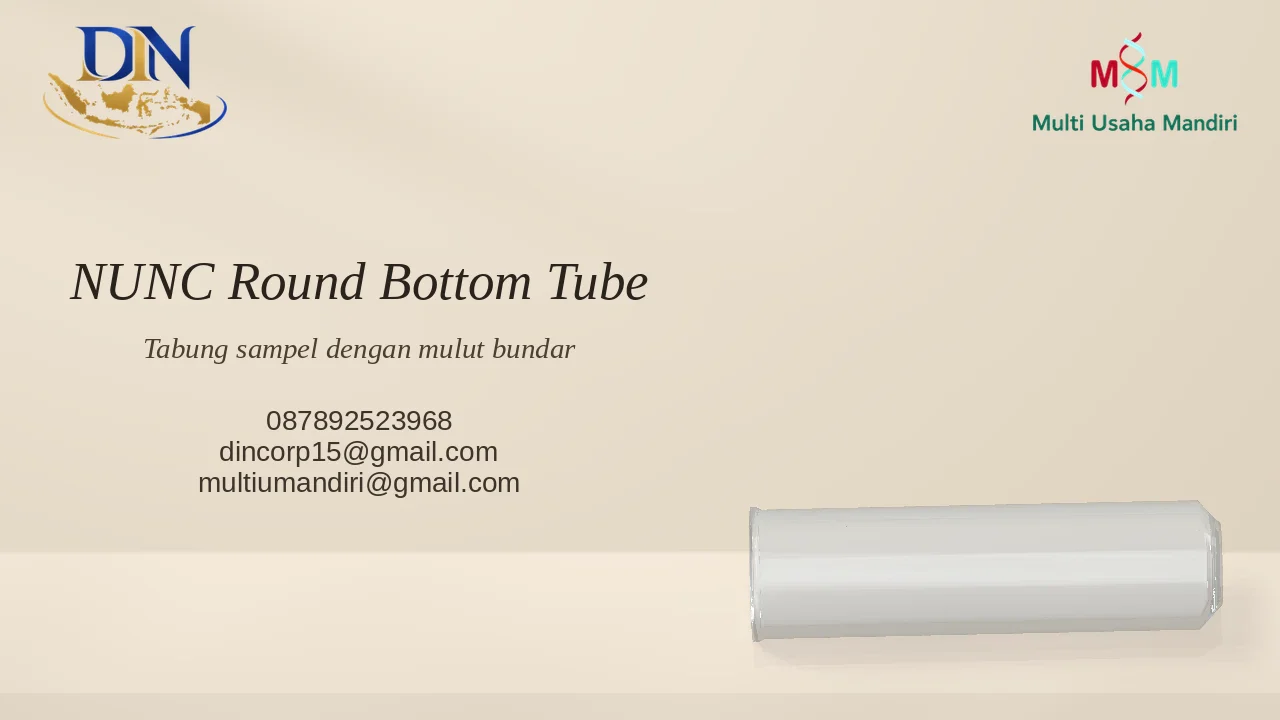 DIN
MSM
Multi Usaha Mandiri
NUNC Round Bottom Tube
Tabung sampel dengan mulut bundar
087892523968
dincorp15@gmail.com
multiumandiri@gmail.com